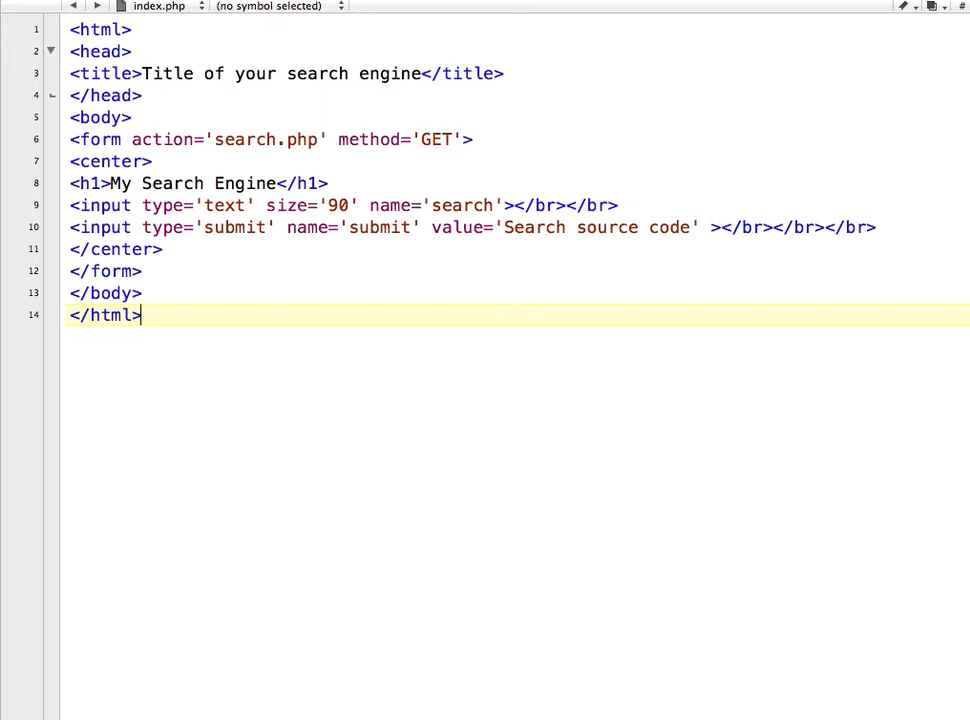 index.php (no symbol selected) #
1 <html>
2 <head>
3 <title>Title of your search engine</title>
4 </head>
5 <body>
6 <form action='search.php' method='GET'>
7 <center>
8 <h1>My Search Engine</h1>
9 <input type='text' size='90' name='search'></br></br>
10 <input type='submit' name='submit' value='Search source code' ></br></br></br>
11 </center>
12 </form>
13 </body>
14 </html>